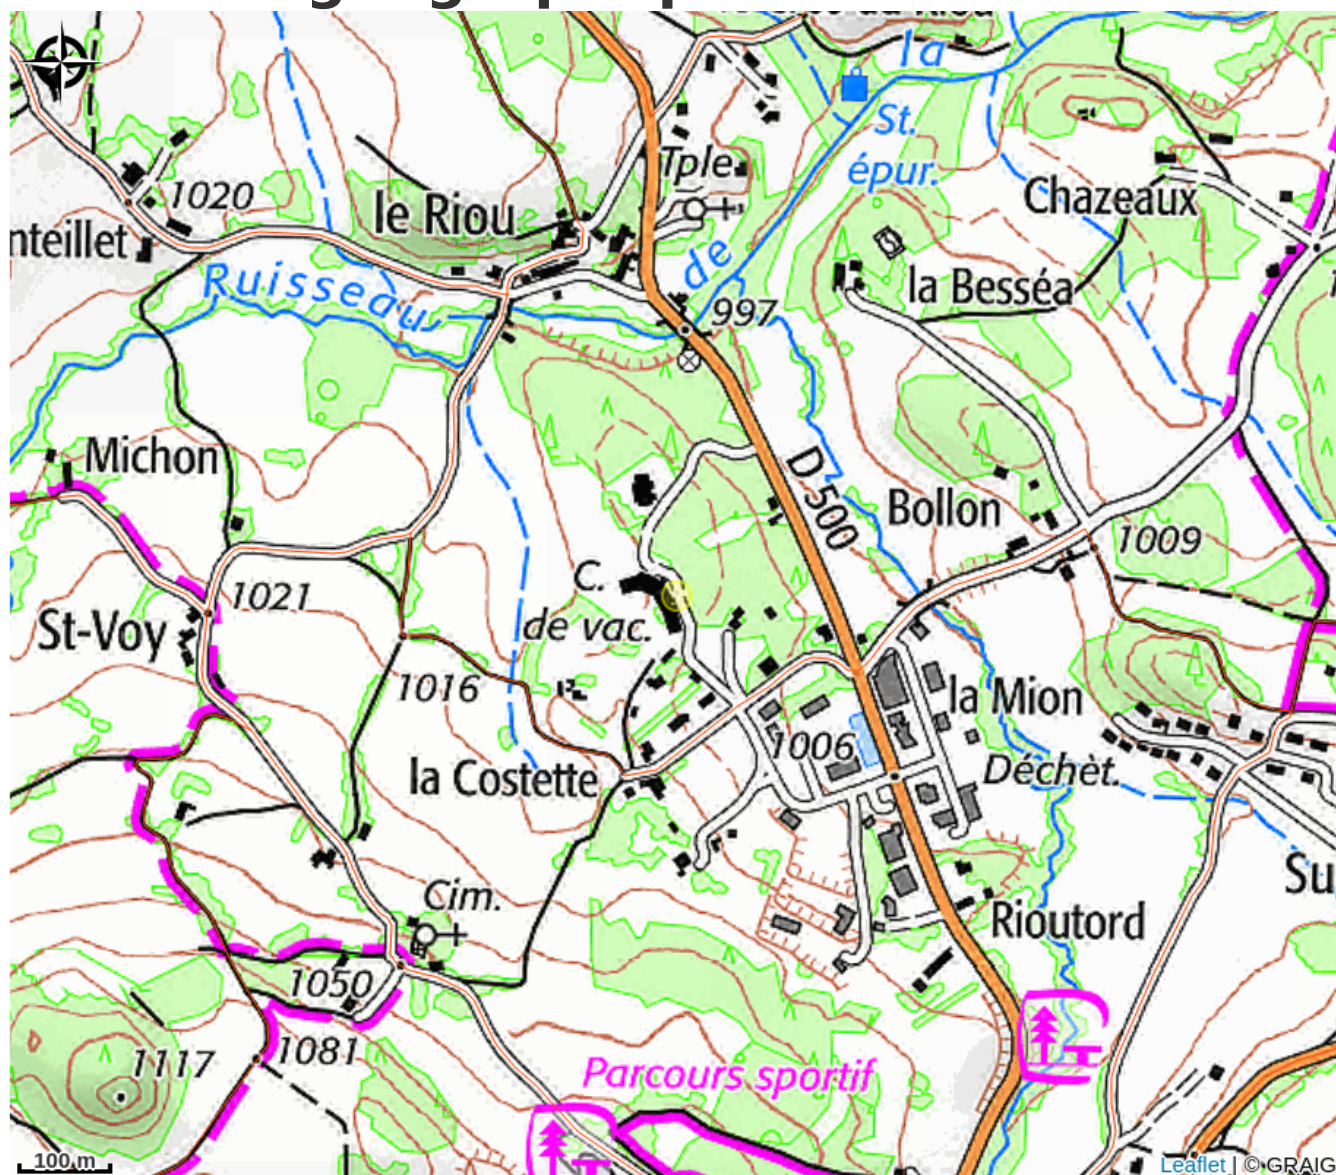 la
St.
épur.
Tple
Chazeaux
1020
le Riou
nteillet
de
Ruisseau
la Besséa
997
Michon
D 500
Bollon
1009
C.
de vac.
1021
St-Voy
1016
la Mion
1006
la Costette
Déchèt.
Su
Cim.
Rioutord
1050
1117
1081
Parcours sportif
100 m
Leaflet | © GRAIG